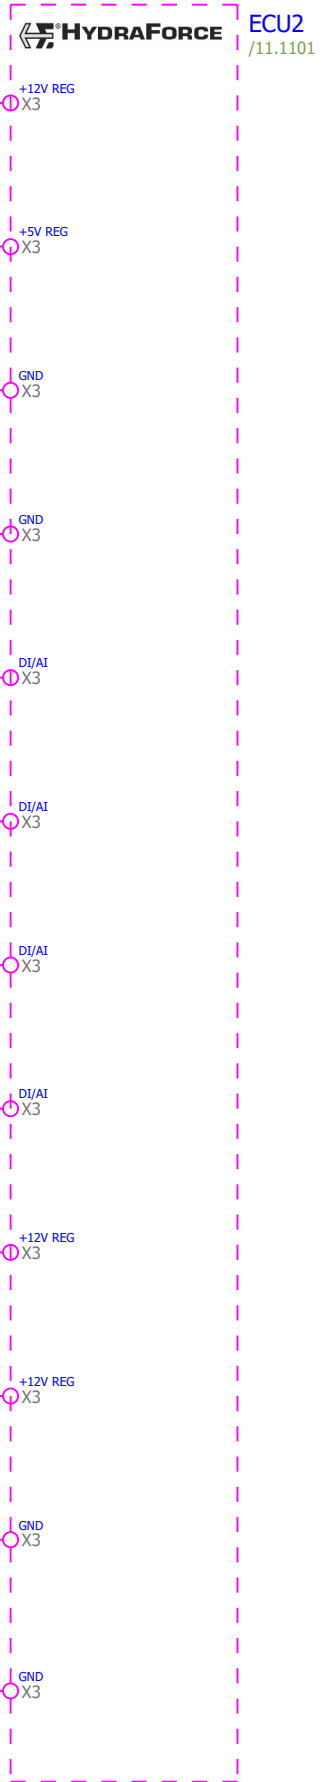 ®HYDRAFORCE
ECU2
/11.1101
+12V REG
X3
+5V REG
X3
GND
X3
GND
X3
DI/AI
X3
DI/AI
X3
DI/AI
X3
DI/AI
X3
+12V REG
X3
+12V REG
X3
GND
X3
GND
X3